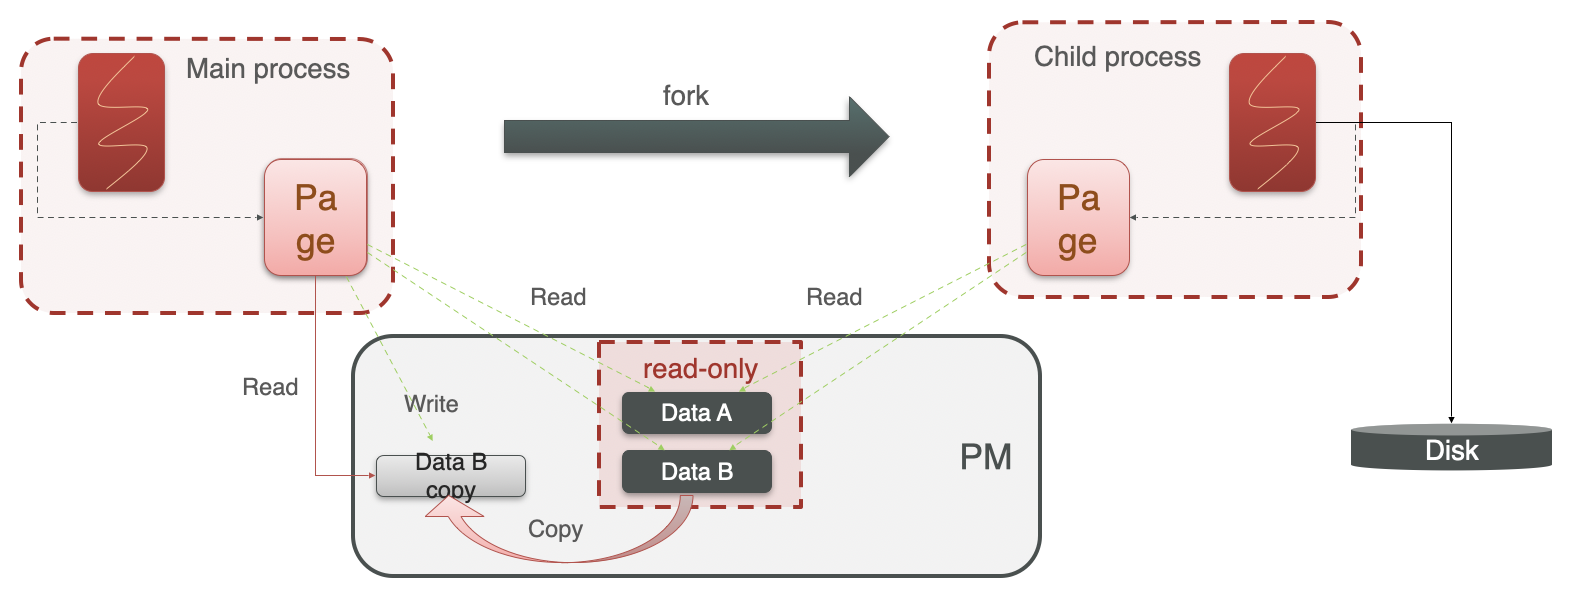 Main process
Child process
fork
Pa
ge
Pa
ge
Read
Read
read-only
Read
Write
Data A
Data B
copy
Data B
PM
Disk
Copy